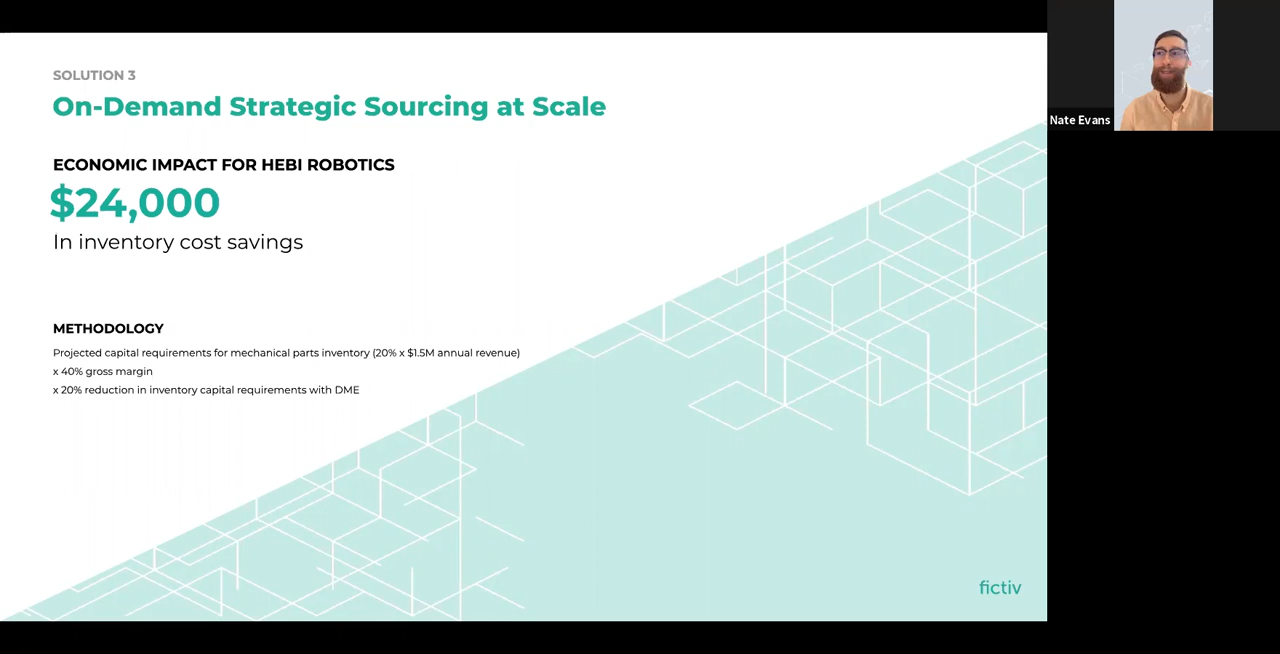 SOLUTION 3
On-Demand Strategic Sourcing at Scale
ECONOMIC IMPACT FOR HEBI ROBOTICS
$24,000
In inventory cost savings
METHODOLOGY
Projected capital requirements for mechanical parts inventory (20% x $1.5M annual revenue)
x 40% gross margin
x 20% reduction in inventory capital requirements with DME
fictiv
Nate Evans